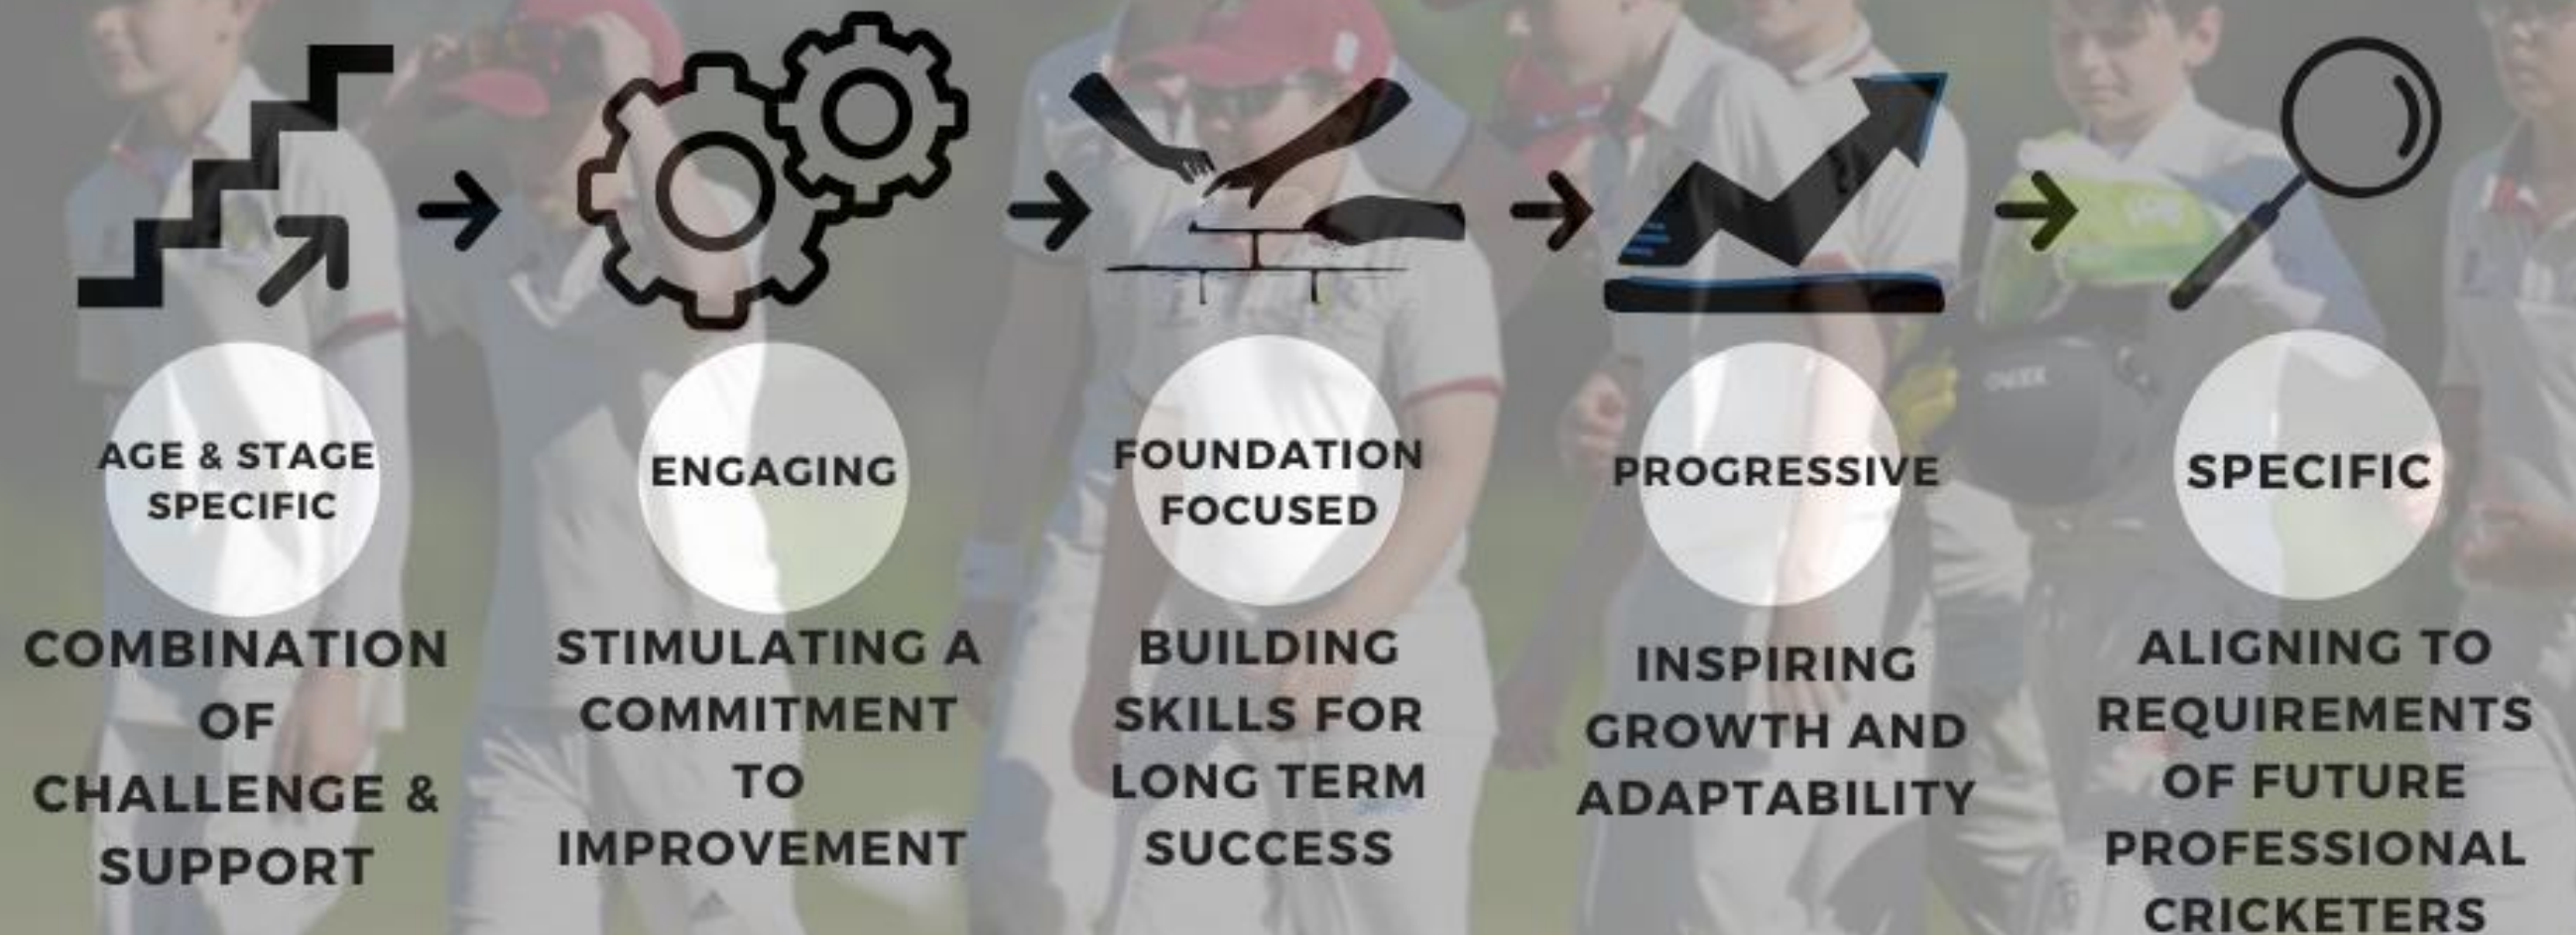 AGE & STAGE
SPECIFIC
COMBINATION
OF
CHALLENGE &
SUPPORT
ENGAGING
STIMULATING A
COMMITMENT
TO
IMPROVEMENT
FOUNDATION
FOCUSED
BUILDING
SKILLS FOR
LONG TERM
SUCCESS
PROGRESSIVE
INSPIRING
GROWTH AND
ADAPTABILITY
SPECIFIC
ALIGNING TO
REQUIREMENTS
OF FUTURE
PROFESSIONAL
CRICKETERS